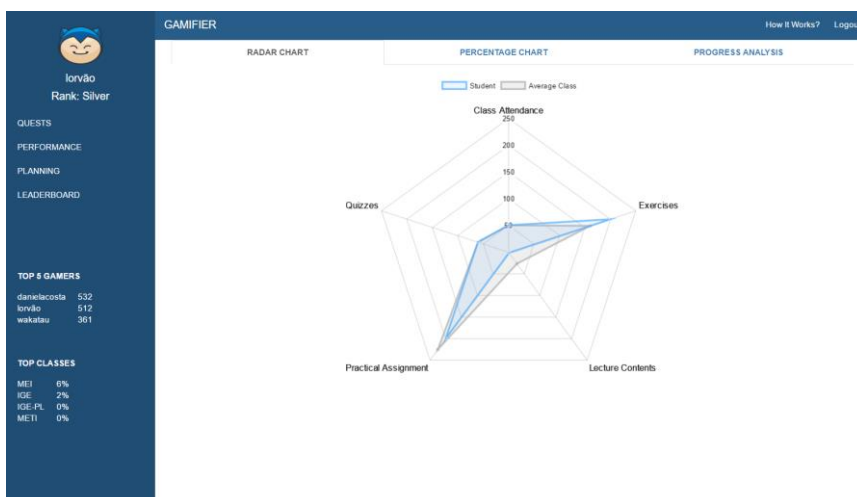 GAMIFIER
How It Works?
lorvão
Rank: Silver
QUESTS
PERFORMANCE
PLANNING
LEADERBOARD
TOP 5 GAMERS
danielacosta 532
lorvão 512
wakatau 361
TOP CLASSES
MEI 6%
IGE 2%
IGE-PL 0%
METI 0%
RADAR CHART
PERCENTAGE CHART
PROGRESS ANALYSIS
Student
Average Class
Class Attendance
250
200
150
100
50
Quizzes
Exercises
Practical Assignment
Lecture Contents